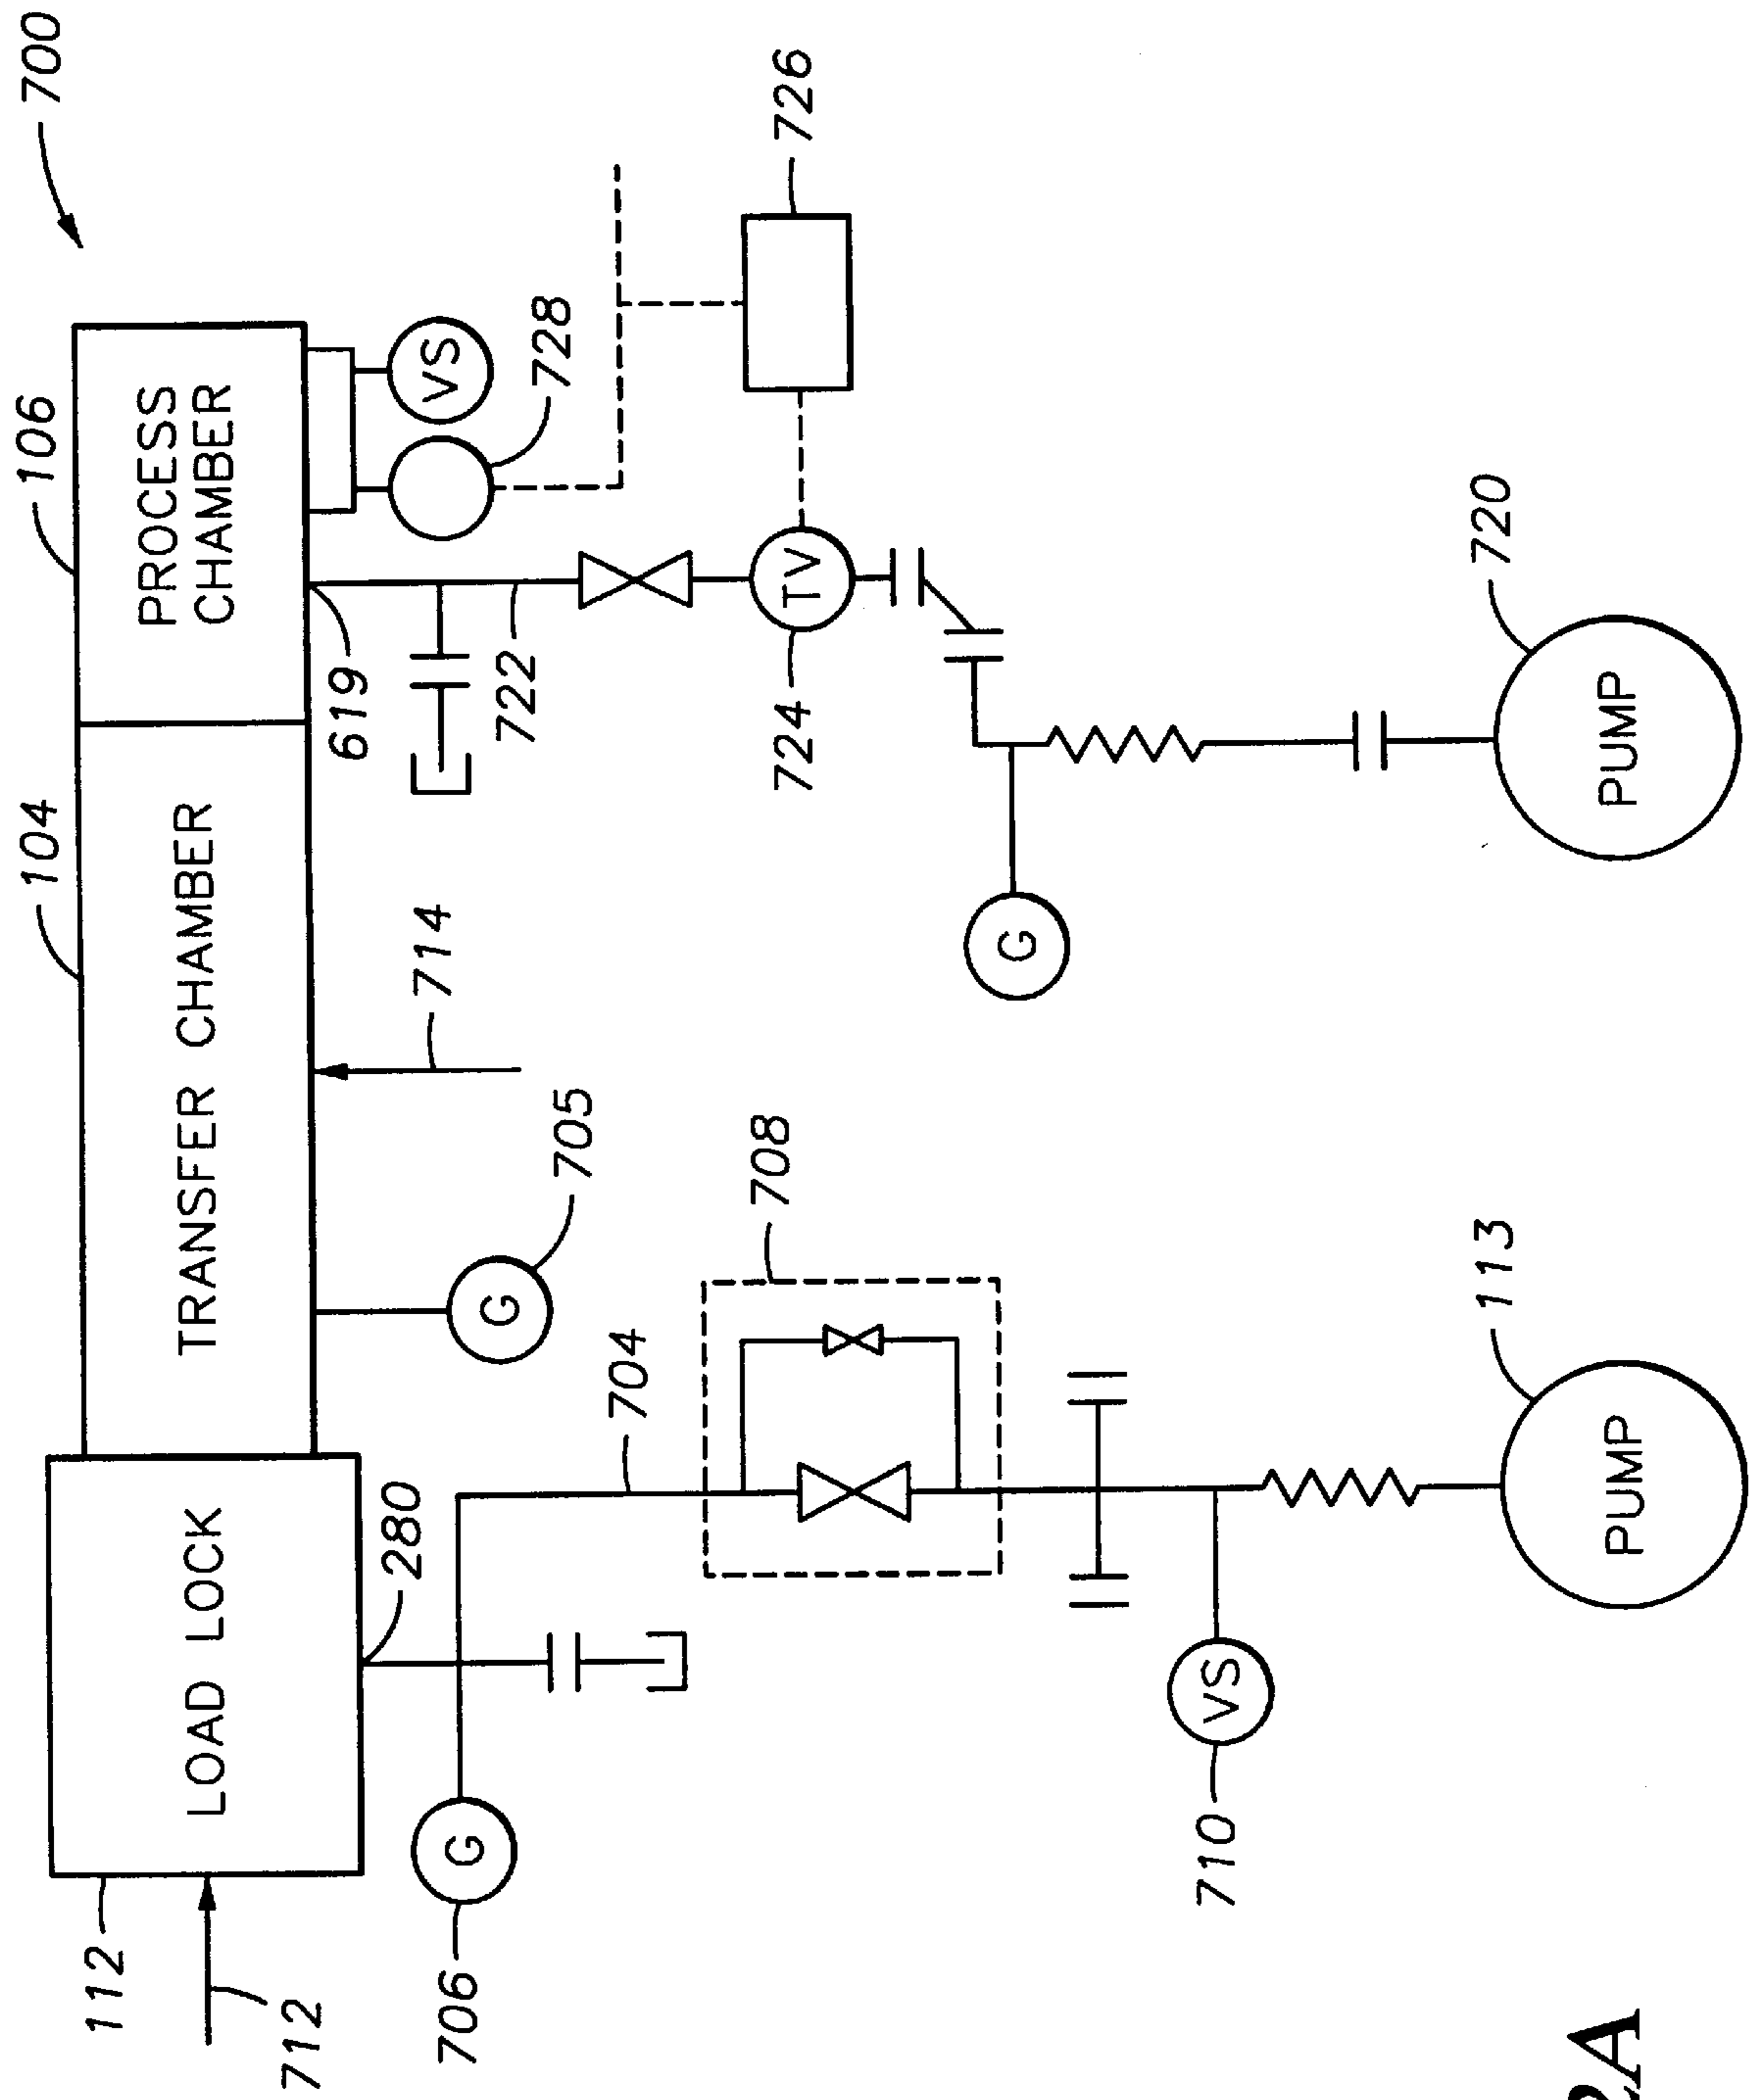 700
106
104
112
712
PROCESS
CHAMBER
TRANSFER CHAMBER
LOAD LOCK
VS
728
726
619
722
TV
724
G
720
PUMP
714
G
705
280
704
708
G
706
VS
710
113
PUMP
2A